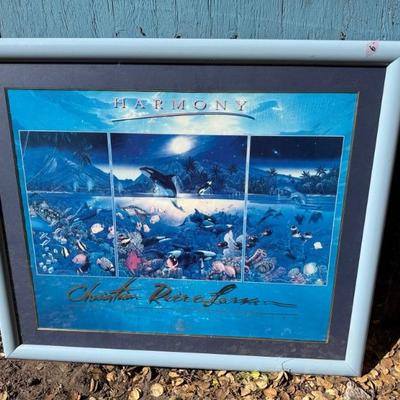 HARMONY
Christian Riese Lassen